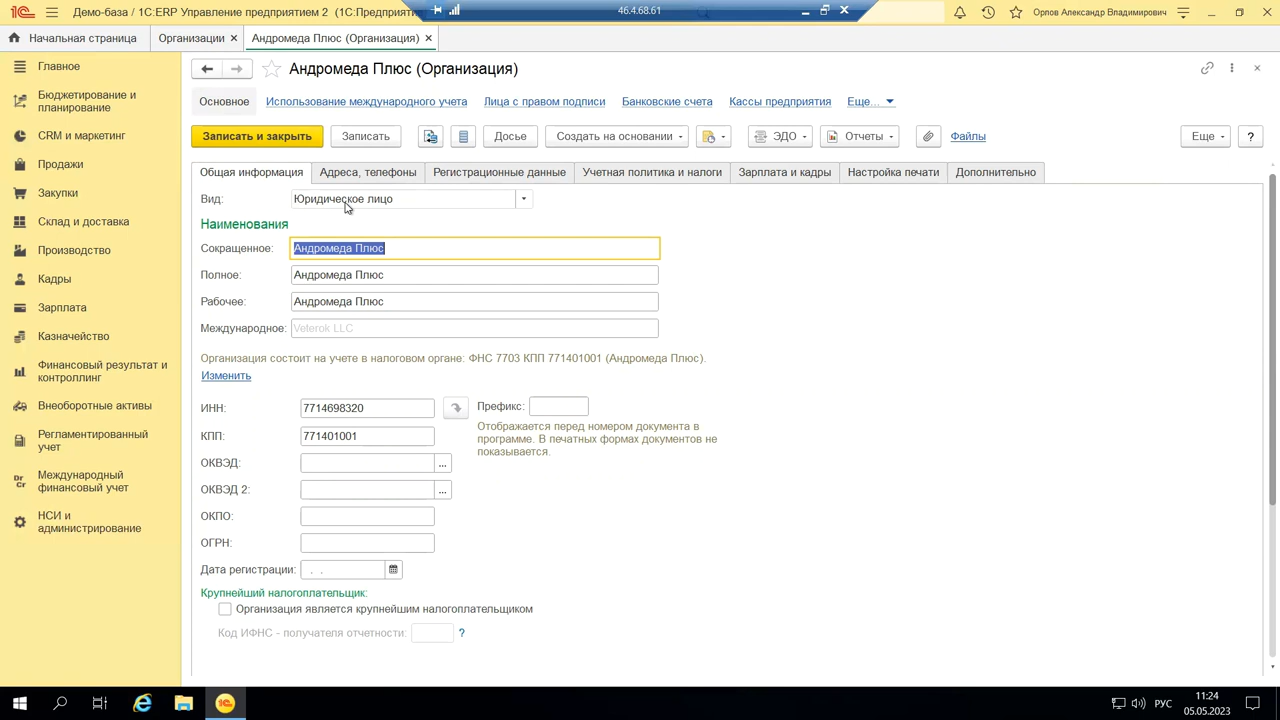 Демо-база / 1С:ERP Управление предприятием 2 (1С:Предприятие
46.4.68.61
Орлов Александр Владимирович
Начальная страница
Организации ×
Андромеда Плюс (Организация) ×
Главное
Бюджетирование и
планирование
CRM и маркетинг
Продажи
Закупки
Склад и доставка
Производство
Кадры
Зарплата
Казначейство
Финансовый результат и
контроллинг
Внеоборотные активы
Регламентированный
учет
Международный
финансовый учет
НСИ и
администрирование
Андромеда Плюс (Организация)
Основное Использование международного учета Лица с правом подписи Банковские счета Кассы предприятия Еще...
Записать и закрыть Записать Досье Создать на основании ЭДО Отчеты Файлы Еще ?
Общая информация Адреса, телефоны Регистрационные данные Учетная политика и налоги Зарплата и кадры Настройка печати Дополнительно
Вид: Юридическое лицо
Наименования
Сокращенное: Андромеда Плюс
Полное: Андромеда Плюс
Рабочее: Андромеда Плюс
Международное: Veterok LLC
Организация состоит на учете в налоговом органе: ФНС 7703 КПП 771401001 (Андромеда Плюс).
Изменить
ИНН: 7714698320 Префикс:
Отображается перед номером документа в
программе. В печатных формах документов не
показывается.
КПП: 771401001
ОКВЭД: ...
ОКВЭД 2: ...
ОКПО:
ОГРН:
Дата регистрации: . .
Крупнейший налогоплательщик:
Организация является крупнейшим налогоплательщиком
Код ИФНС - получателя отчетности: ?
РУС
11:24
05.05.2023